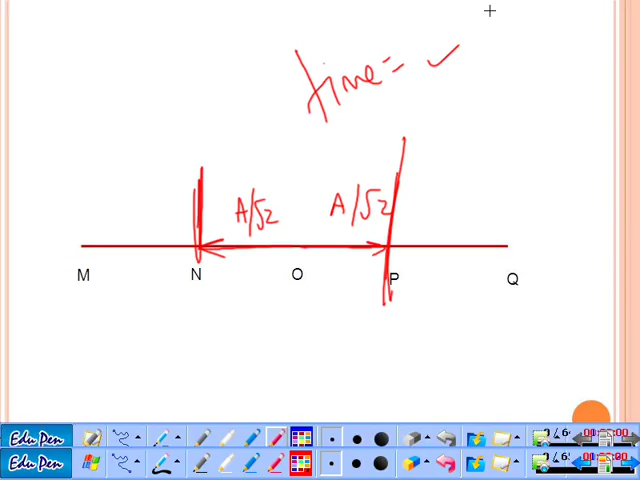 time = ✓
A/√2 A/√2
M N O P Q
Edu Pen
Edu Pen